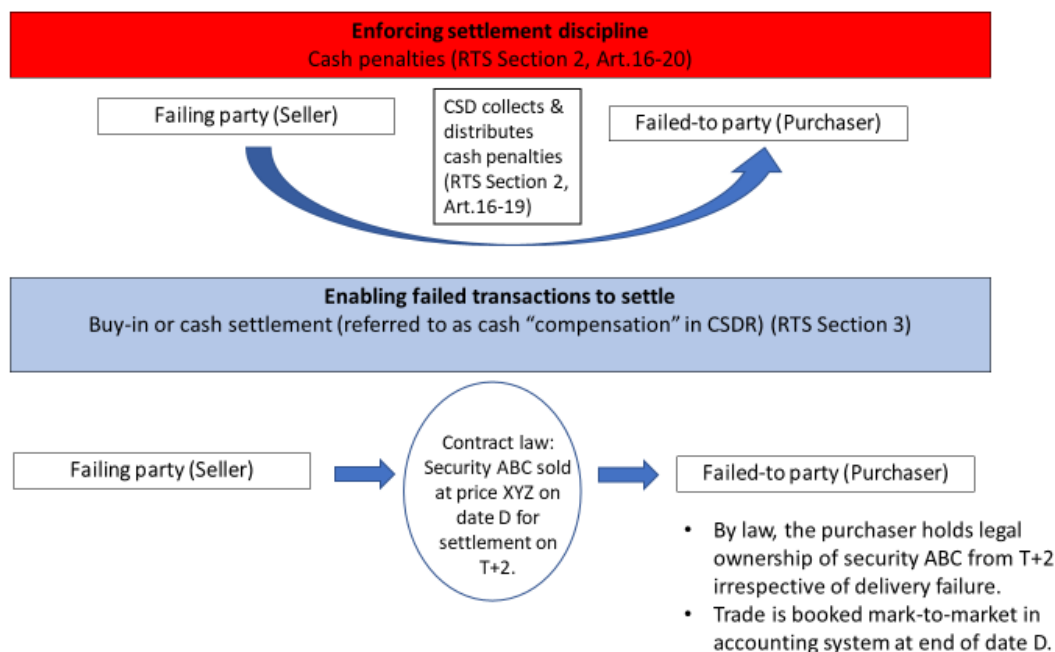 Enforcing settlement discipline
Cash penalties (RTS Section 2, Art.16-20)
Failing party (Seller)
CSD collects &
distributes
cash penalties
(RTS Section 2,
Art.16-19)
Failed-to party (Purchaser)
Enabling failed transactions to settle
Buy-in or cash settlement (referred to as cash “compensation” in CSDR) (RTS Section 3)
Failing party (Seller)
Contract law:
Security ABC sold
at price XYZ on
date D for
settlement on
T+2.
Failed-to party (Purchaser)
• By law, the purchaser holds legal
ownership of security ABC from T+2
irrespective of delivery failure.
• Trade is booked mark-to-market in
accounting system at end of date D.